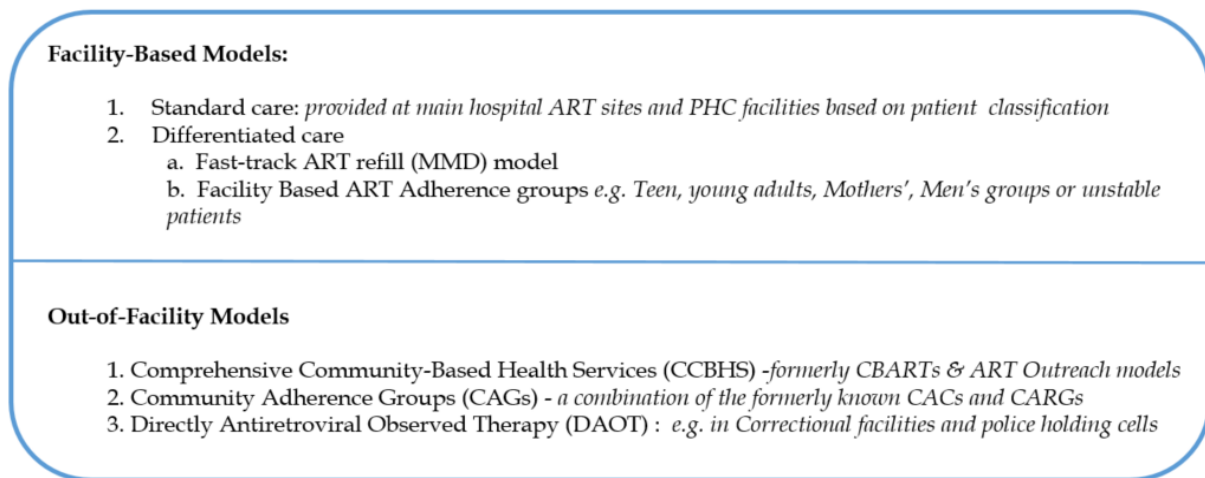 Facility-Based Models:
1. Standard care: provided at main hospital ART sites and PHC facilities based on patient classification
2. Differentiated care
a. Fast-track ART refill (MMD) model
b. Facility Based ART Adherence groups e.g. Teen, young adults, Mothers', Men's groups or unstable
patients
Out-of-Facility Models
1. Comprehensive Community-Based Health Services (CCBHS) -formerly CBARTs & ART Outreach models
2. Community Adherence Groups (CAGs) - a combination of the formerly known CACs and CARGs
3. Directly Antiretroviral Observed Therapy (DAOT) : e.g. in Correctional facilities and police holding cells